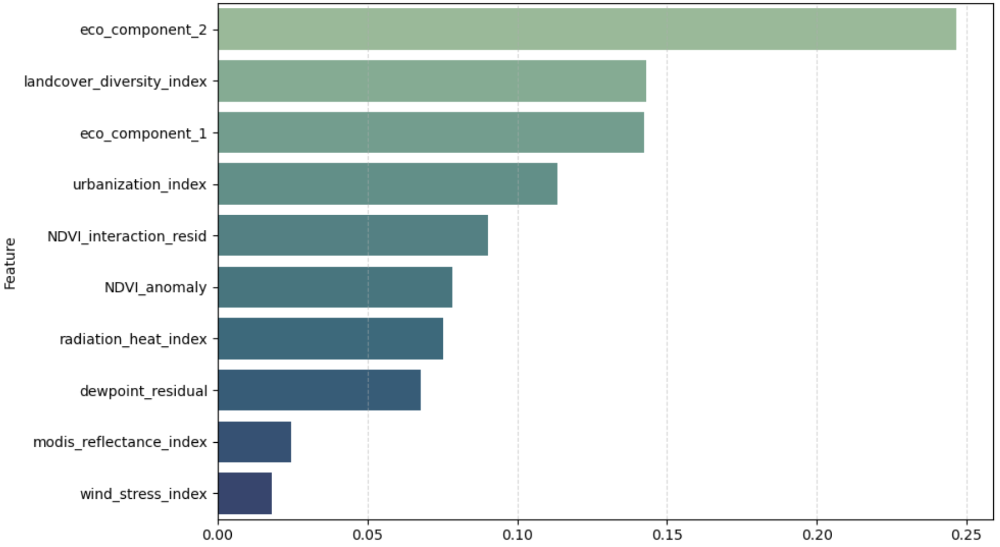 eco_component_2
landcover_diversity_index
eco_component_1
urbanization_index
NDVI_interaction_resid
NDVI_anomaly
radiation_heat_index
dewpoint_residual
modis_reflectance_index
wind_stress_index
Feature
0.00 0.05 0.10 0.15 0.20 0.25